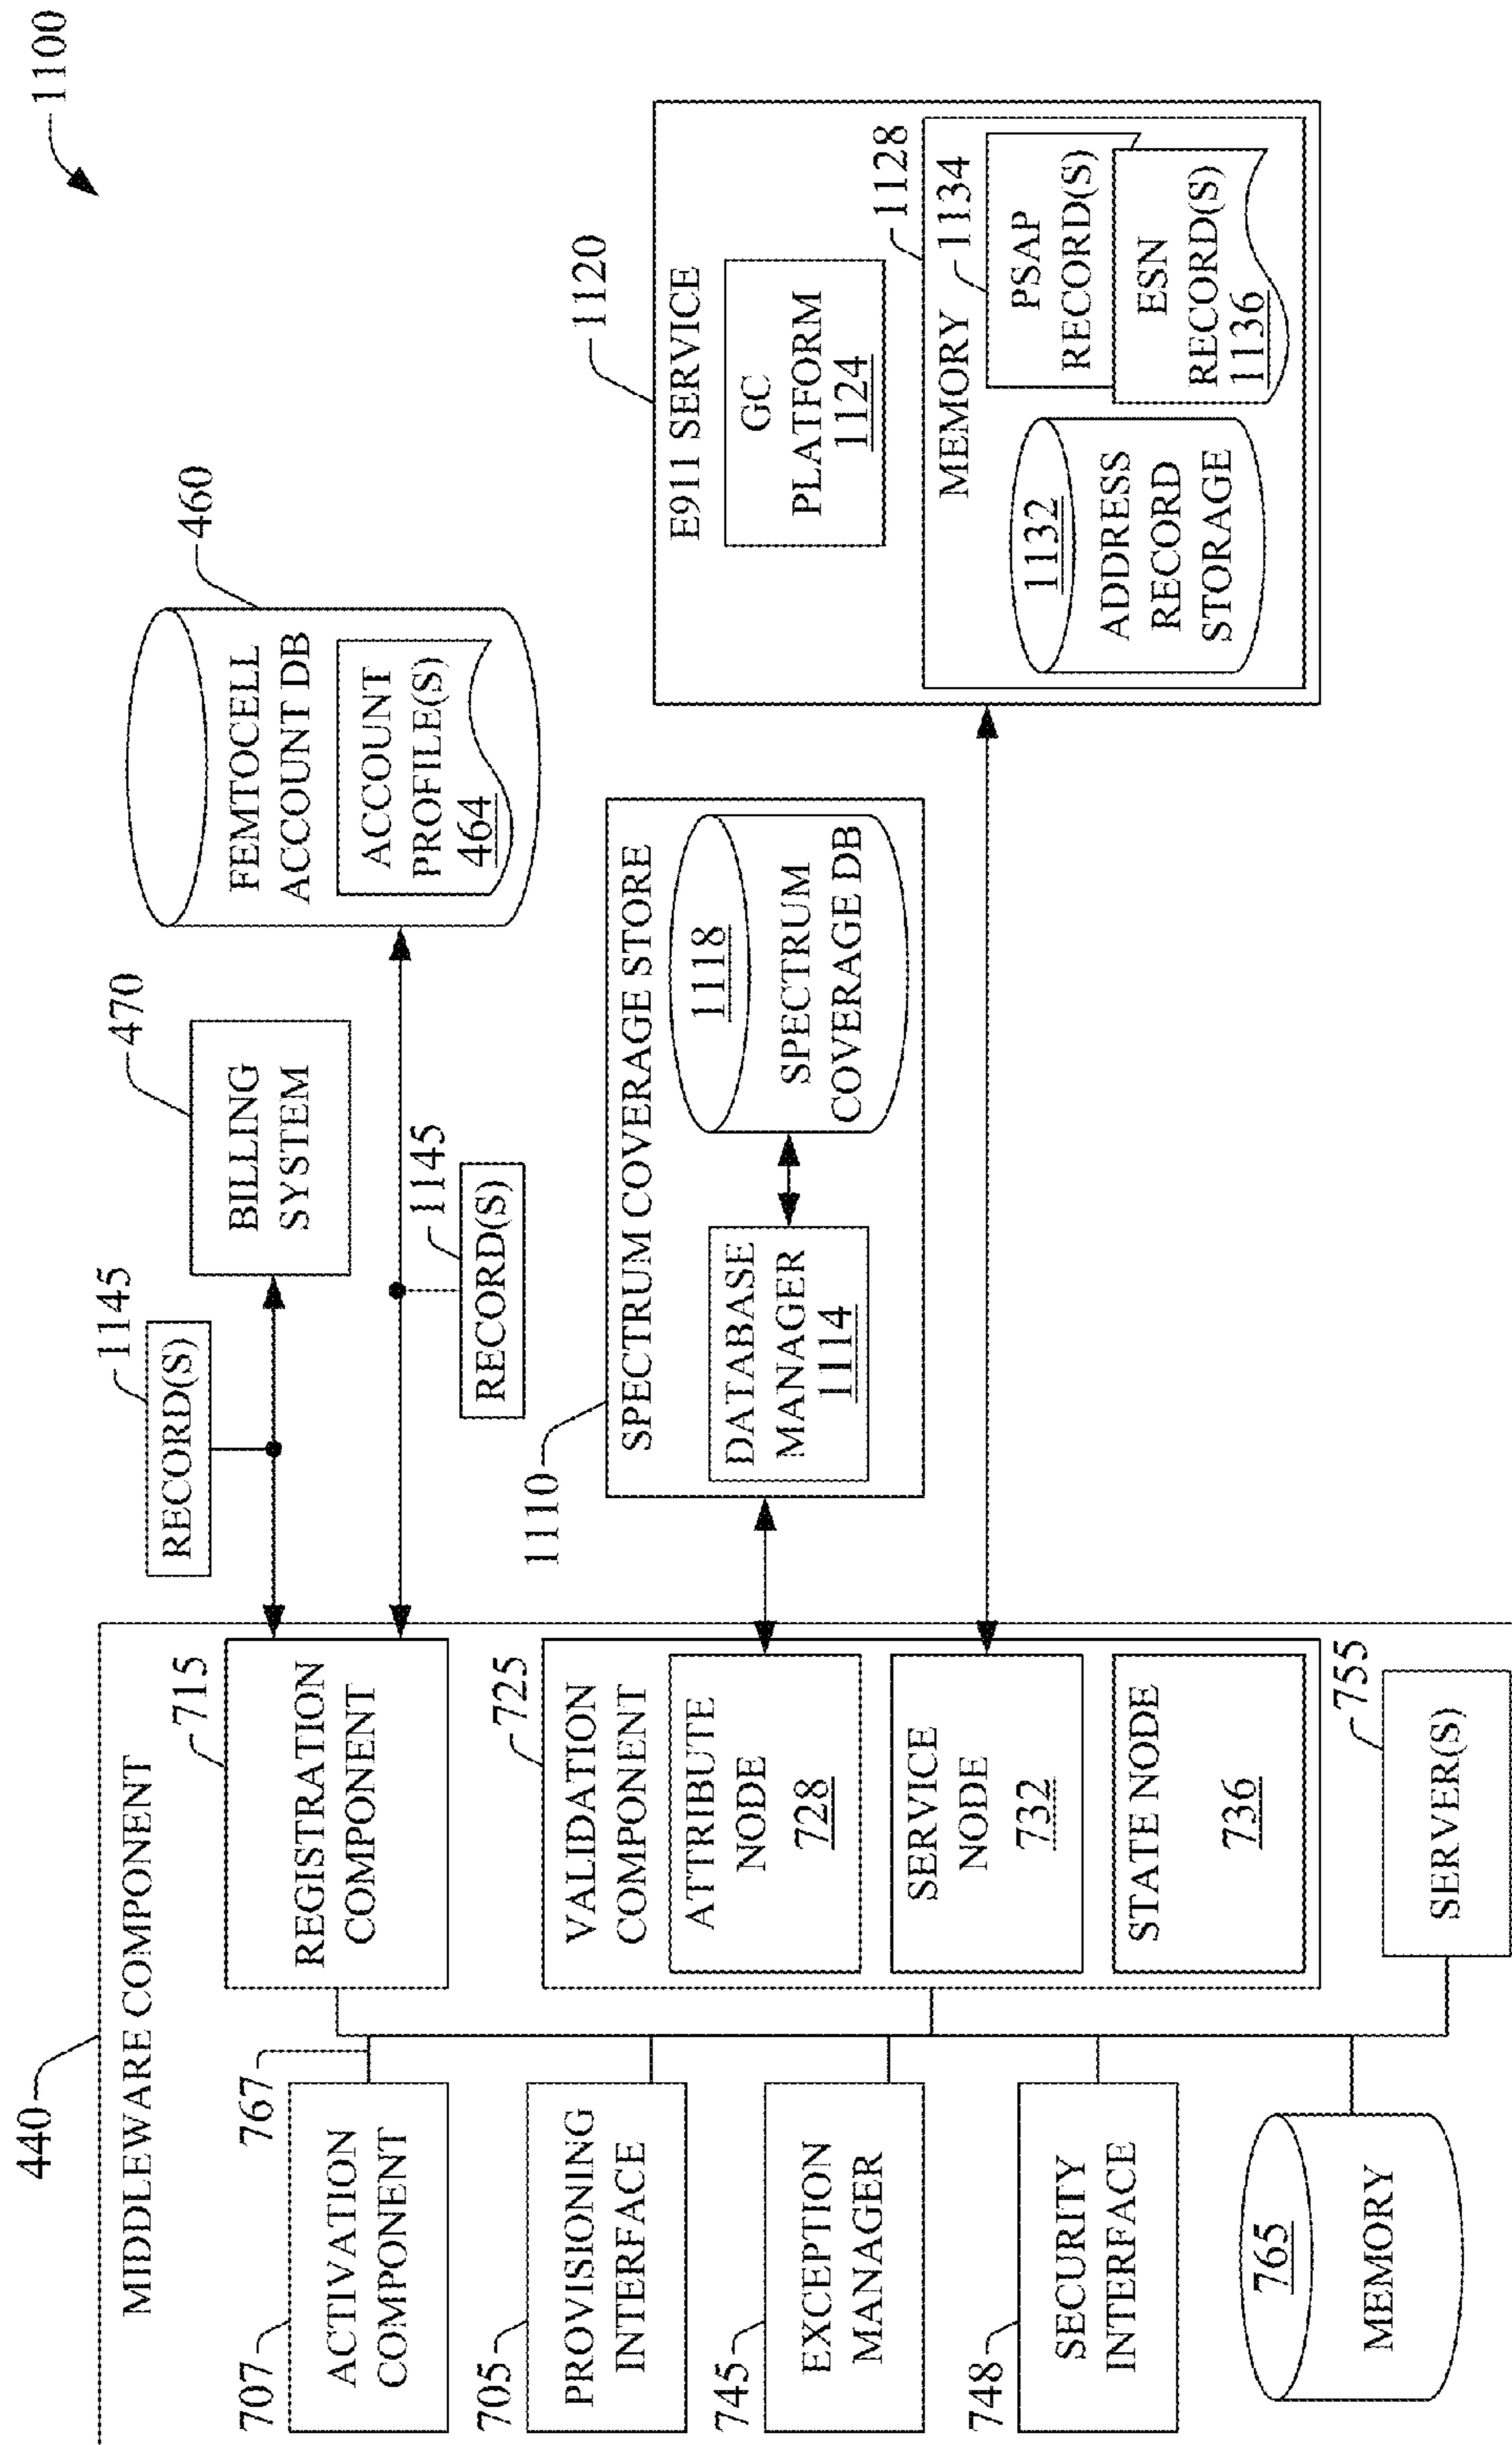 1100
440
MIDDLEWARE COMPONENT
707
ACTIVATION
COMPONENT
767
705
PROVISIONING
INTERFACE
745
EXCEPTION
MANAGER
748
SECURITY
INTERFACE
765
MEMORY
715
REGISTRATION
COMPONENT
725
VALIDATION
COMPONENT
ATTRIBUTE
NODE
728
SERVICE
NODE
732
STATE NODE
736
755
SERVER(S)
1145
RECORD(S)
470
BILLING
SYSTEM
1145
RECORD(S)
460
FEMTOCELL
ACCOUNT DB
ACCOUNT
PROFILE(S)
464
1110
SPECTRUM COVERAGE STORE
DATABASE
MANAGER
1114
1118
SPECTRUM
COVERAGE DB
1120
E911 SERVICE
GC
PLATFORM
1124
1128
MEMORY
1134
1132
ADDRESS
RECORD
STORAGE
PSAP
RECORD(S)
ESN
RECORD(S)
1136